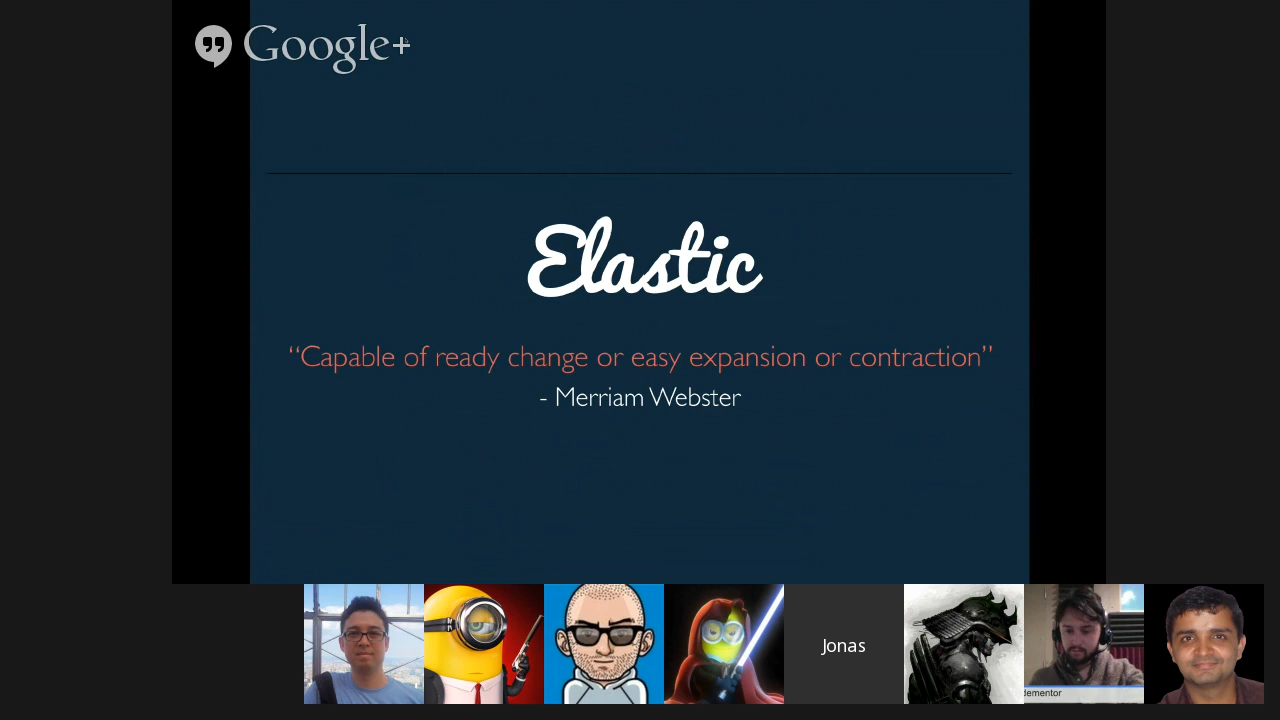 Google+
Elastic
“Capable of ready change or easy expansion or contraction”
- Merriam Webster
Jonas
dementor